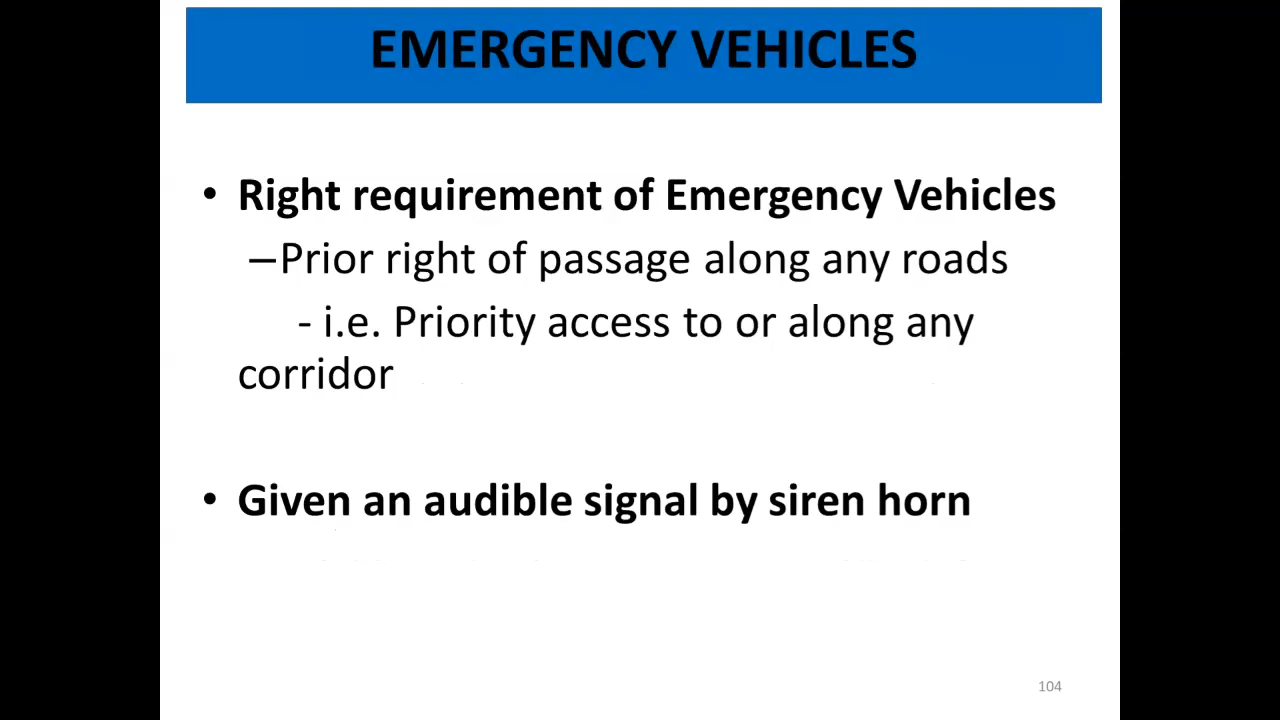 EMERGENCY VEHICLES
• Right requirement of Emergency Vehicles
–Prior right of passage along any roads
- i.e. Priority access to or along any
corridor
• Given an audible signal by siren horn
104